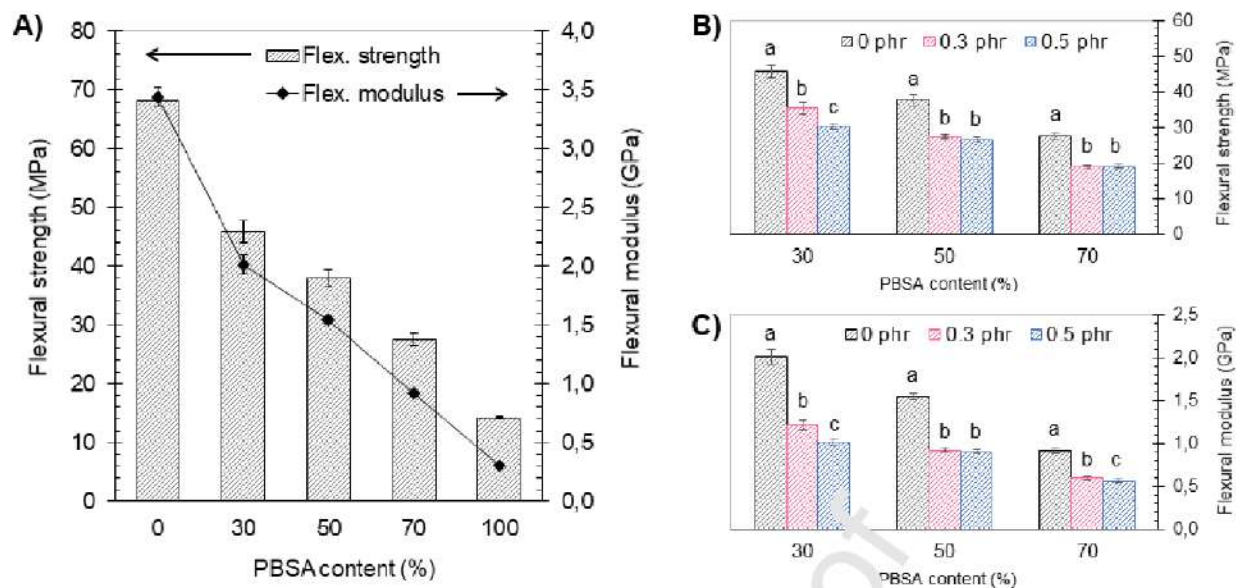 A)
Flex. strength
Flex. modulus
80
70
60
50
40
30
20
10
0
Flexural strength (MPa)
4,0
3,5
3,0
2,5
2,0
1,5
1,0
0,5
0,0
Flexural modulus (GPa)
0 30 50 70 100
PBSA content (%)
B)
0 phr 0.3 phr 0.5 phr
a b c a b b a b b
60
50
40
30
20
10
0
Flexural strength (MPa)
30 50 70
PBSA content (%)
C)
0 phr 0.3 phr 0.5 phr
a b c a b b a b c
2,5
2,0
1,5
1,0
0,5
0,0
Flexural modulus (GPa)
30 50 70
PBSA content (%)